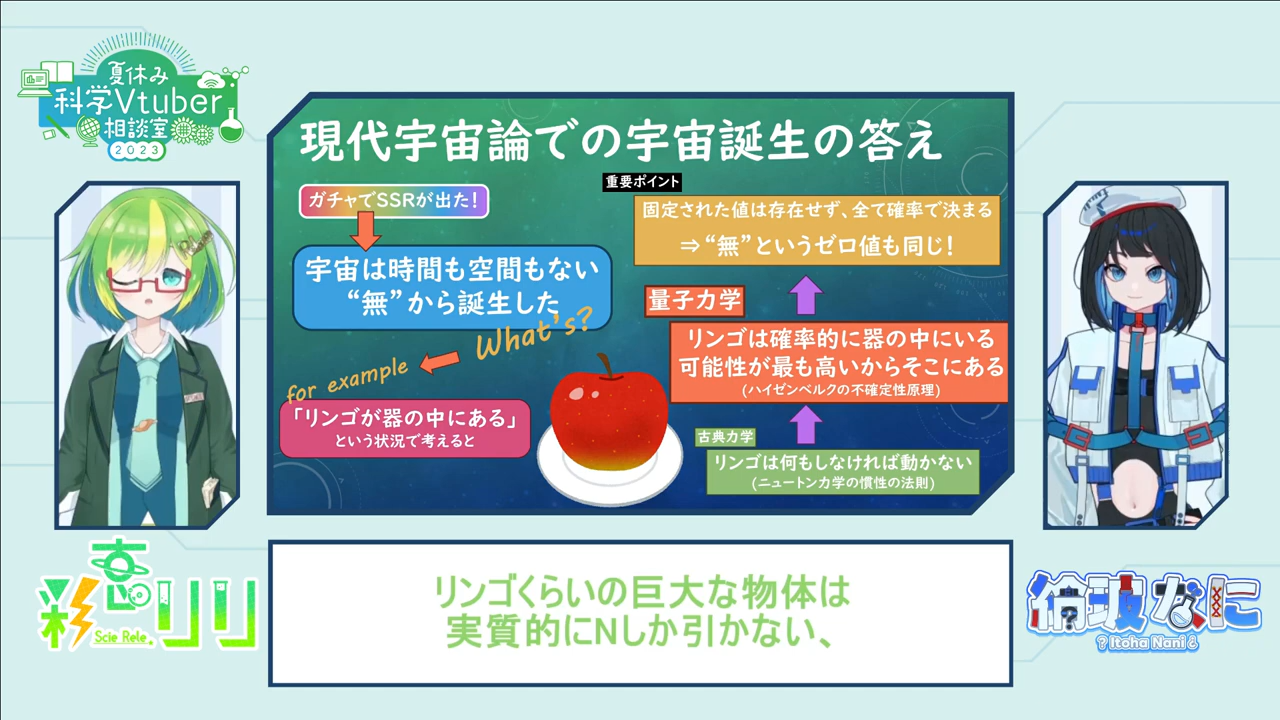 夏休み
科学Vtuber
相談室
2023
現代宇宙論での宇宙誕生の答え
ガチャでSSRが出た！
宇宙は時間も空間もない
“無”から誕生した
What's?
for example
「リンゴが器の中にある」
という状況で考えると
重要ポイント
固定された値は存在せず、全て確率で決まる
⇒“無”というゼロ値も同じ！
量子力学
リンゴは確率的に器の中にいる
可能性が最も高いからそこにある
(ハイゼンベルクの不確定性原理)
古典力学
リンゴは何もしなければ動かない
(ニュートン力学の慣性の法則)
彩恵リリ
Scie Rele.
リンゴくらいの巨大な物体は
実質的にNしか引かない、
倫玻なに
? Itoha Nani ¿